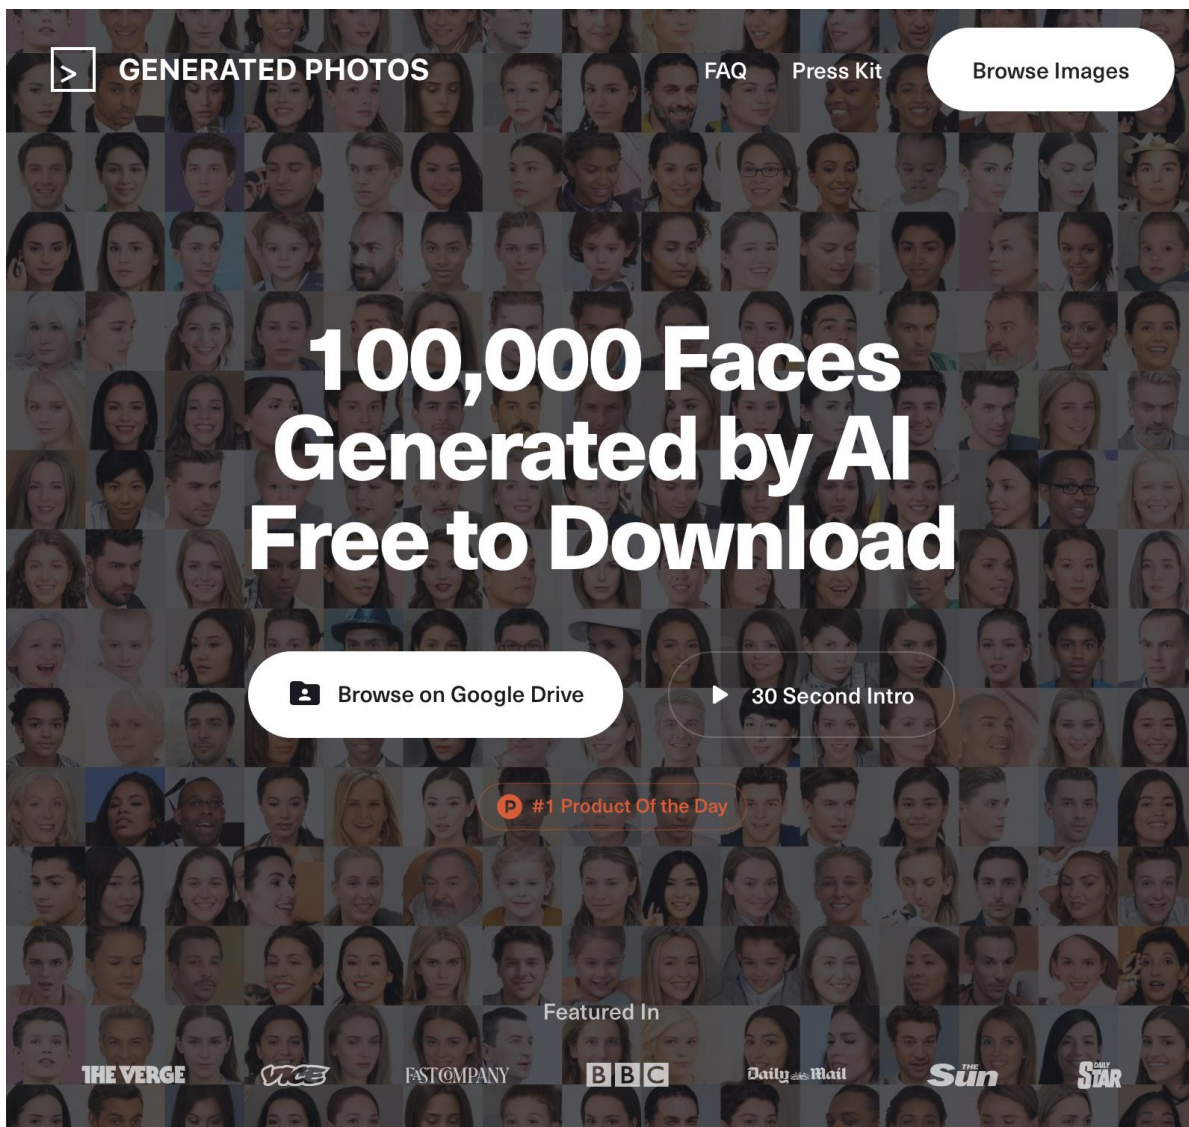 GENERATED PHOTOS
FAQ
Press Kit
Browse Images
100,000 Faces
Generated by AI
Free to Download
Browse on Google Drive
30 Second Intro
P #1 Product Of the Day
Featured In
THE VERGE
VICE
FAST COMPANY
BBC
Daily Mail
THE Sun
DAILY STAR